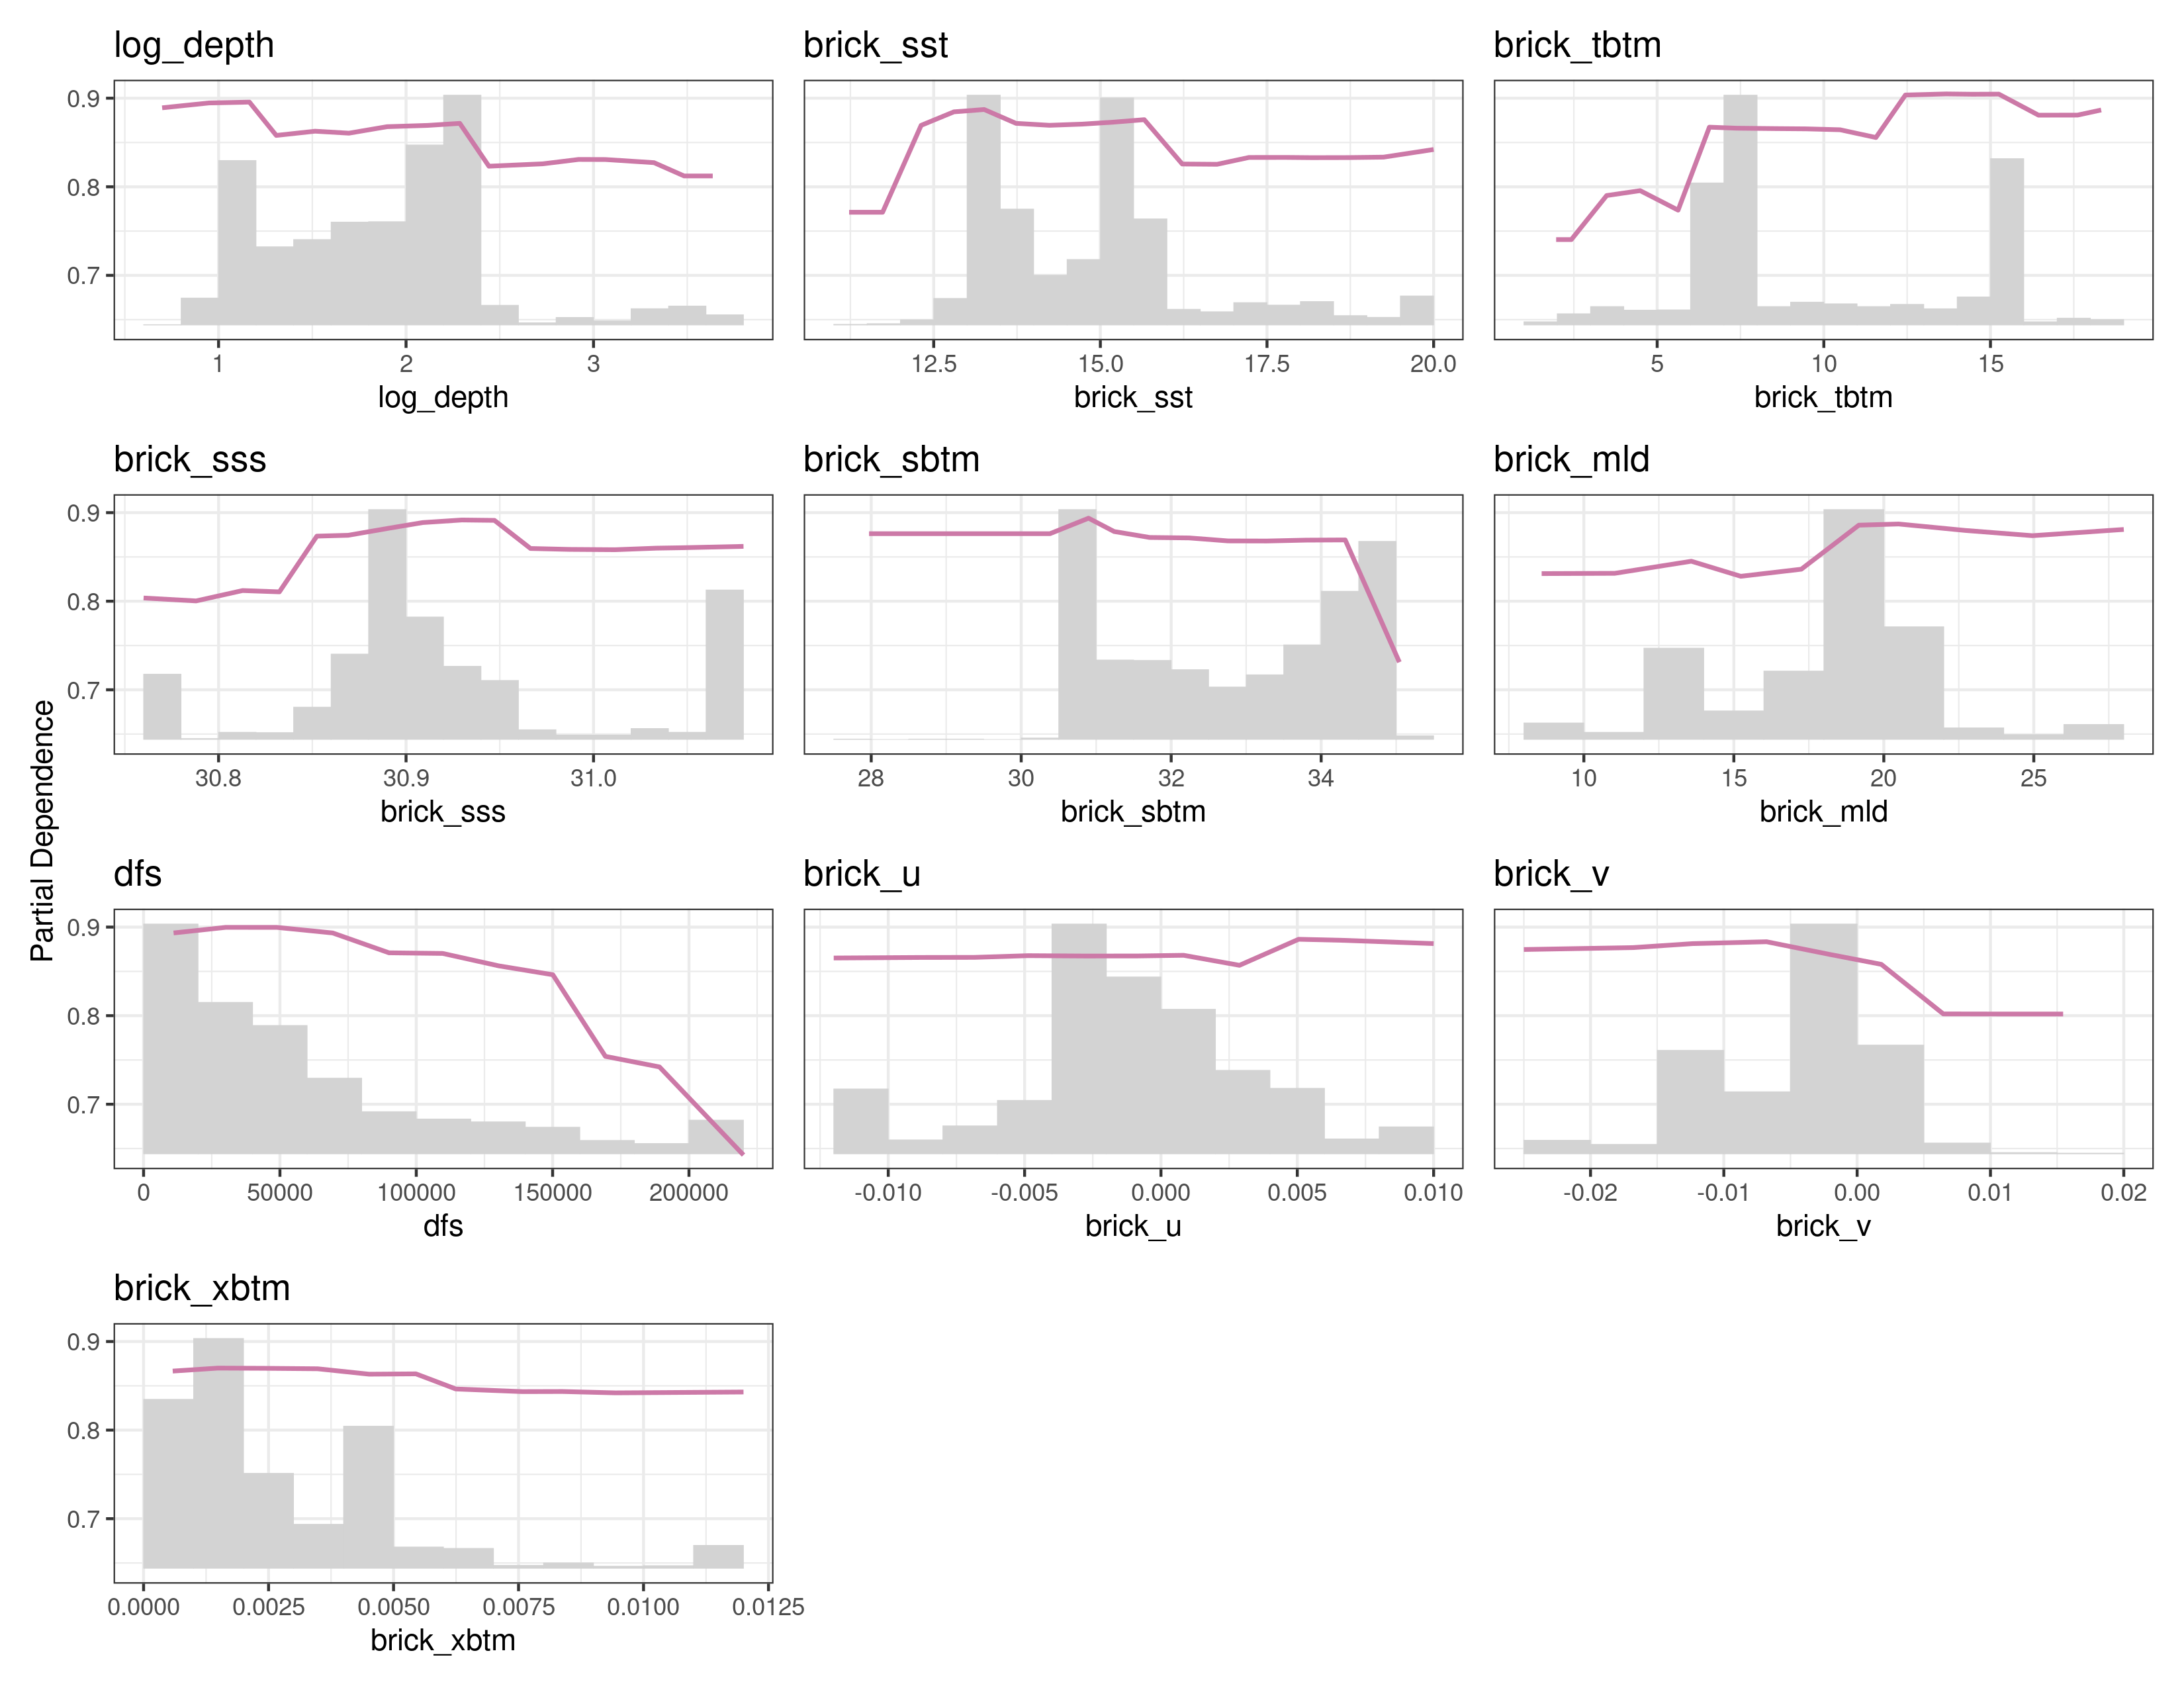 log_depth
brick_sst
brick_tbtm
0.9
0.8
0.7
1 2 3
12.5 15.0 17.5 20.0
5 10 15
log_depth
brick_sst
brick_tbtm
brick_sss
brick_sbtm
brick_mld
0.9
0.8
0.7
30.8 30.9 31.0
28 30 32 34
10 15 20 25
brick_sss
brick_sbtm
brick_mld
Partial Dependence
dfs
brick_u
brick_v
0.9
0.8
0.7
0 50000 100000 150000 200000
-0.010 -0.005 0.000 0.005 0.010
-0.02 -0.01 0.00 0.01 0.02
dfs
brick_u
brick_v
brick_xbtm
0.9
0.8
0.7
0.0000 0.0025 0.0050 0.0075 0.0100 0.0125
brick_xbtm